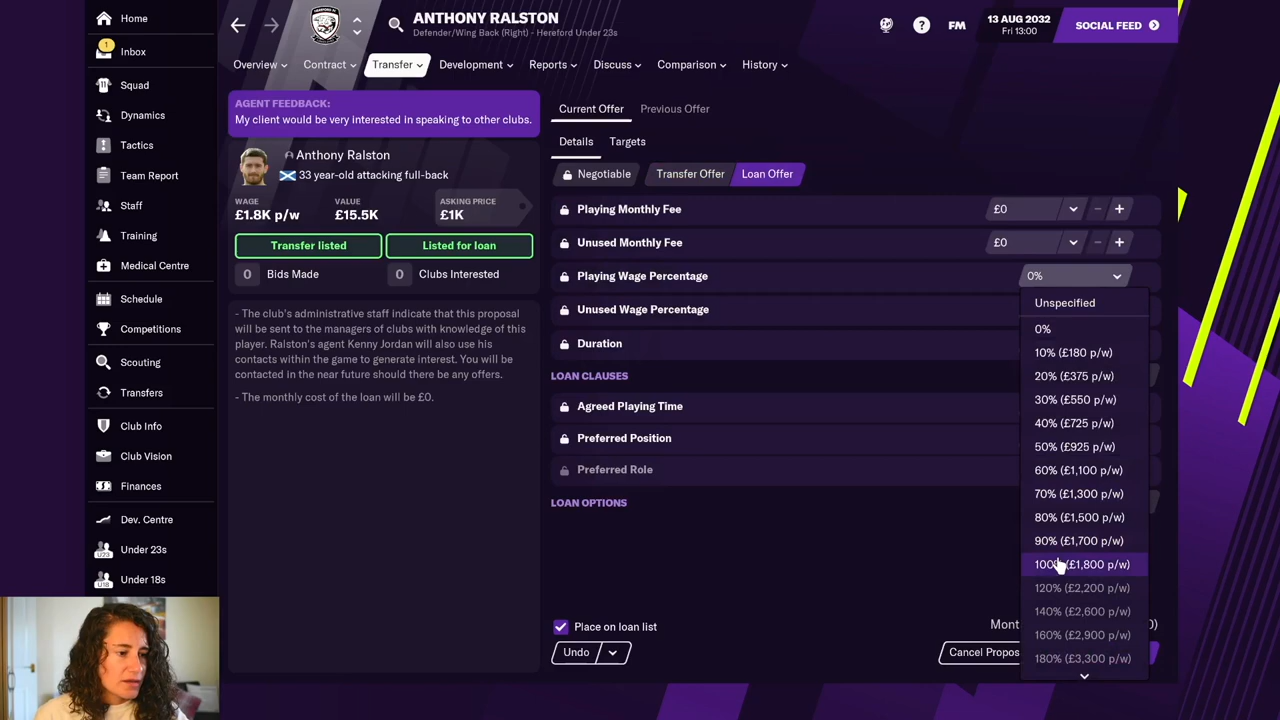 Home
1
Inbox
Squad
Dynamics
Tactics
Team Report
Staff
Training
Medical Centre
Schedule
Competitions
Scouting
Transfers
Club Info
Club Vision
Finances
Dev. Centre
U23
Under 23s
U18
Under 18s
ANTHONY RALSTON
Defender/Wing Back (Right) - Hereford Under 23s
FM
13 AUG 2032
Fri 13:00
SOCIAL FEED
Overview
Contract
Transfer
Development
Reports
Discuss
Comparison
History
AGENT FEEDBACK:
My client would be very interested in speaking to other clubs.
Anthony Ralston
33 year-old attacking full-back
WAGE
£1.8K p/w
VALUE
£15.5K
ASKING PRICE
£1K
Transfer listed
Listed for loan
0 Bids Made
0 Clubs Interested
- The club's administrative staff indicate that this proposal
will be sent to the managers of clubs with knowledge of this
player. Ralston's agent Kenny Jordan will also use his
contacts within the game to generate interest. You will be
contacted in the near future should there be any offers.
- The monthly cost of the loan will be £0.
Current Offer
Previous Offer
Details
Targets
Negotiable
Transfer Offer
Loan Offer
Playing Monthly Fee
£0
Unused Monthly Fee
£0
Playing Wage Percentage
0%
Unused Wage Percentage
Duration
LOAN CLAUSES
Agreed Playing Time
Preferred Position
Preferred Role
LOAN OPTIONS
Unspecified
0%
10% (£180 p/w)
20% (£375 p/w)
30% (£550 p/w)
40% (£725 p/w)
50% (£925 p/w)
60% (£1,100 p/w)
70% (£1,300 p/w)
80% (£1,500 p/w)
90% (£1,700 p/w)
100% (£1,800 p/w)
120% (£2,200 p/w)
140% (£2,600 p/w)
160% (£2,900 p/w)
180% (£3,300 p/w)
Place on loan list
Undo